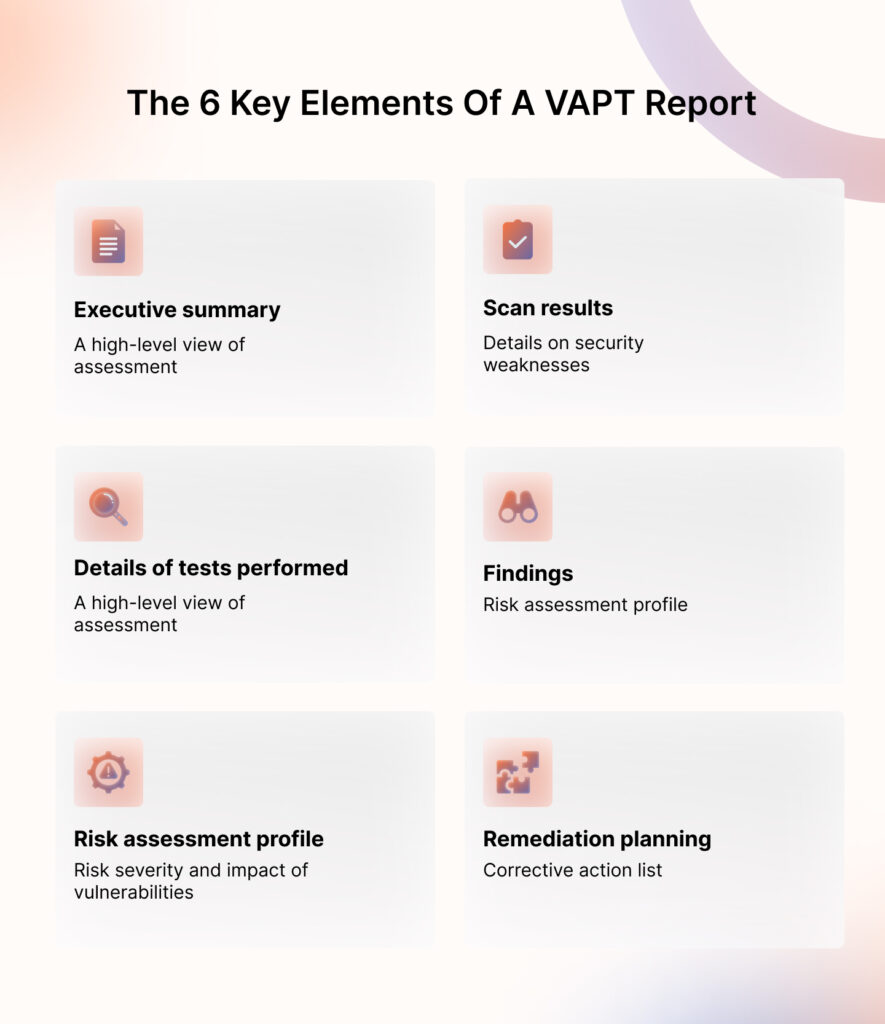 The 6 Key Elements Of A VAPT Report
Executive summary
A high-level view of
assessment
Scan results
Details on security
weaknesses
Details of tests performed
A high-level view of
assessment
Findings
Risk assessment profile
Risk assessment profile
Risk severity and impact of
vulnerabilities
Remediation planning
Corrective action list